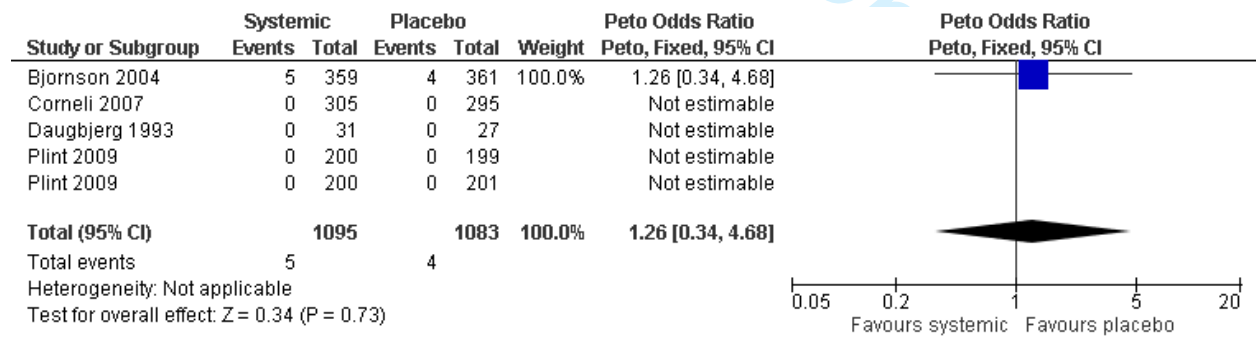 Systemic Placebo Peto Odds Ratio Peto Odds Ratio
Study or Subgroup Events Total Events Total Weight Peto, Fixed, 95% CI Peto, Fixed, 95% CI
Bjornson 2004 5 359 4 361 100.0% 1.26 [0.34, 4.68]
Corneli 2007 0 305 0 295 Not estimable
Daugbjerg 1993 0 31 0 27 Not estimable
Plint 2009 0 200 0 199 Not estimable
Plint 2009 0 200 0 201 Not estimable
Total (95% CI) 1095 1083 100.0% 1.26 [0.34, 4.68]
Total events 5 4
Heterogeneity: Not applicable
Test for overall effect: Z = 0.34 (P = 0.73)
0.05 0.2 1 5 20
Favours systemic Favours placebo